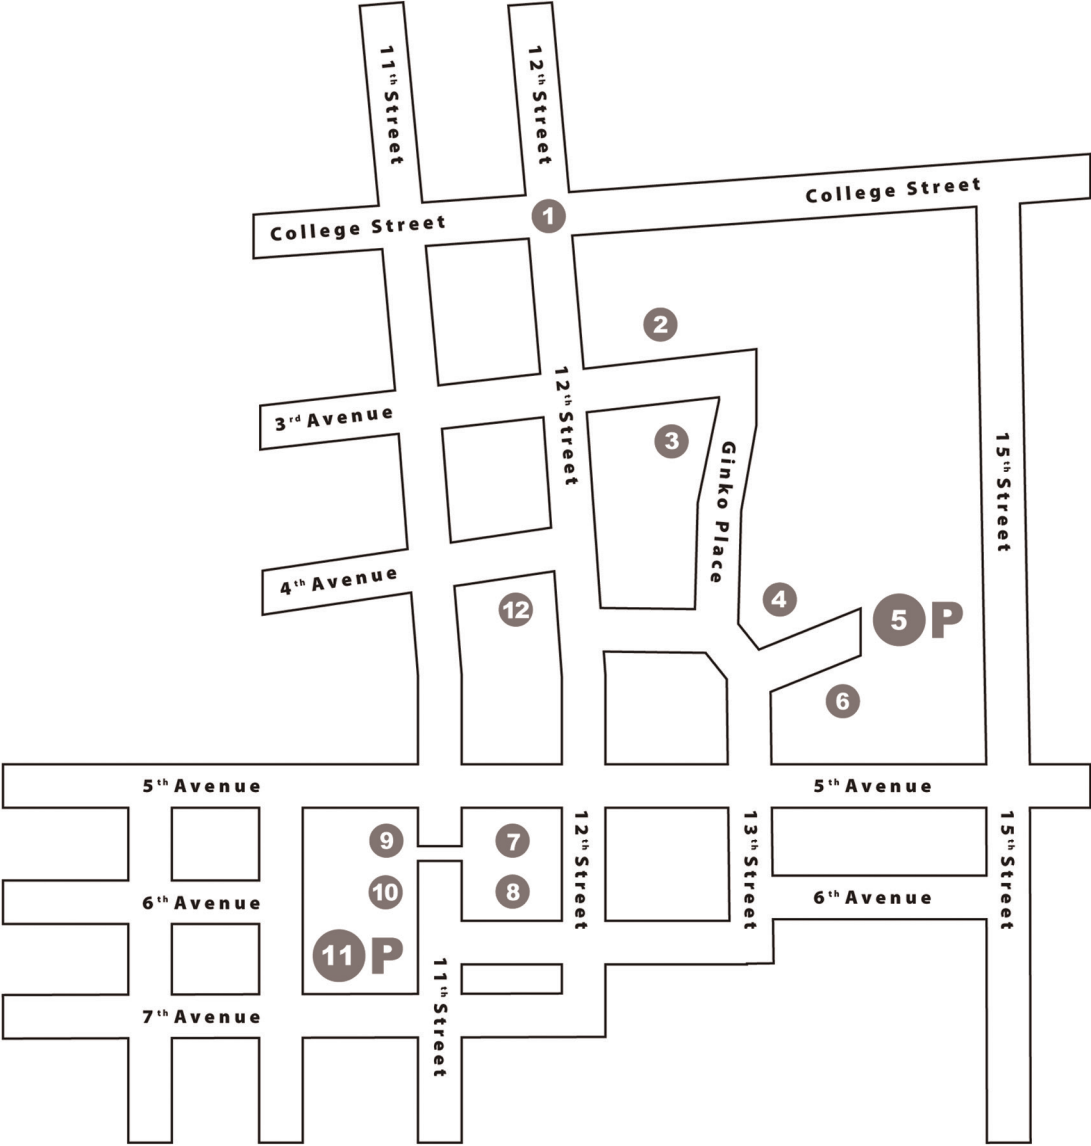 11th Street
12th Street
College Street
College Street
1
2
12th Street
3rd Avenue
3
Ginko Place
15th Street
4th Avenue
12
4
5 P
6
5th Avenue
5th Avenue
9
7
12th Street
13th Street
15th Street
10
8
6th Avenue
6th Avenue
11 P
11th Street
7th Avenue